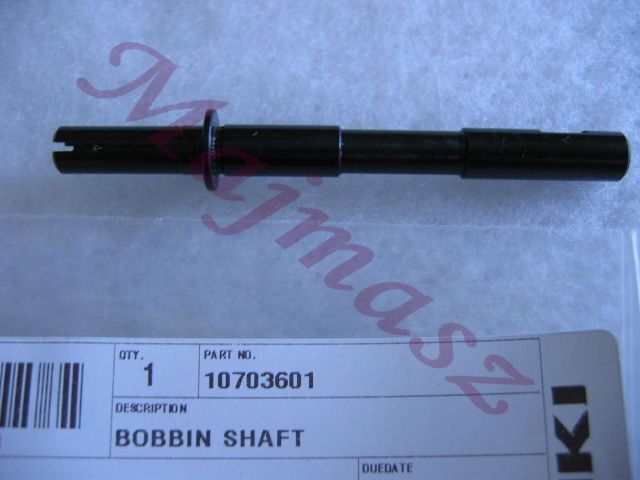 Majmasz
QTY.
1
PART NO.
10703601
DESCRIPTION
BOBBIN SHAFT
DUEDATE
KI